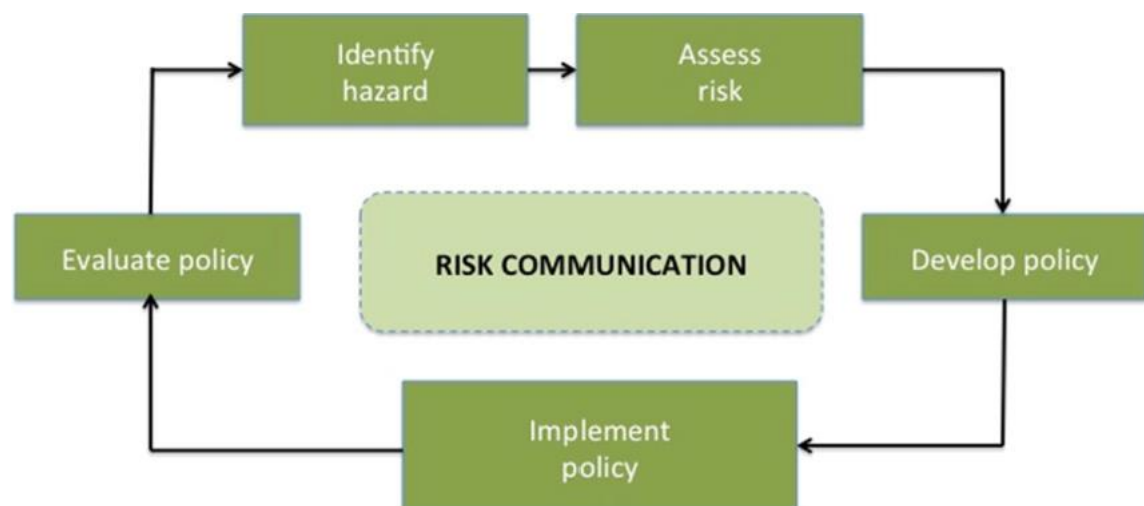 Identify
hazard
Assess
risk
Evaluate policy
RISK COMMUNICATION
Develop policy
Implement
policy